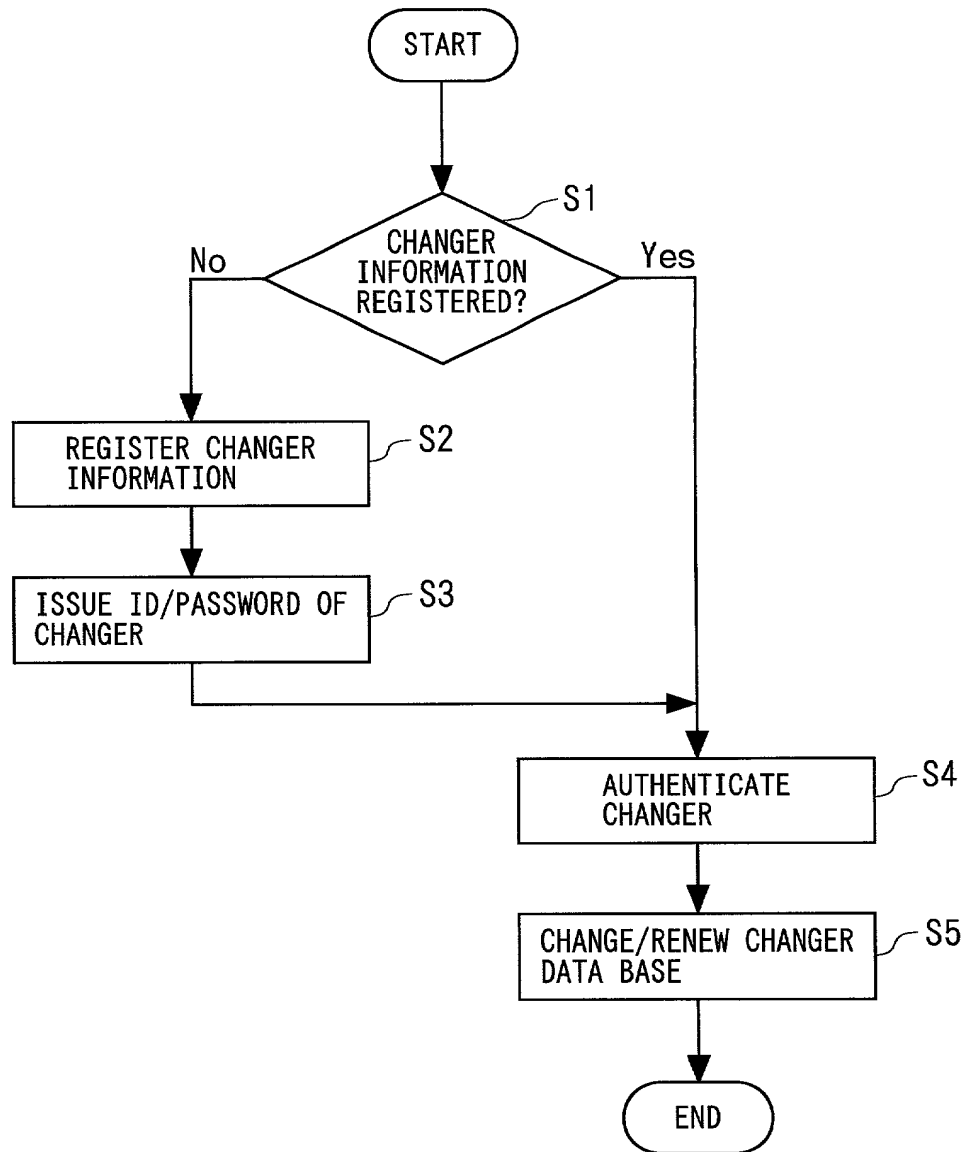 START
S1
CHANGER
INFORMATION
REGISTERED?
No
Yes
REGISTER CHANGER
INFORMATION
S2
ISSUE ID/PASSWORD OF
CHANGER
S3
AUTHENTICATE
CHANGER
S4
CHANGE/RENEW CHANGER
DATA BASE
S5
END